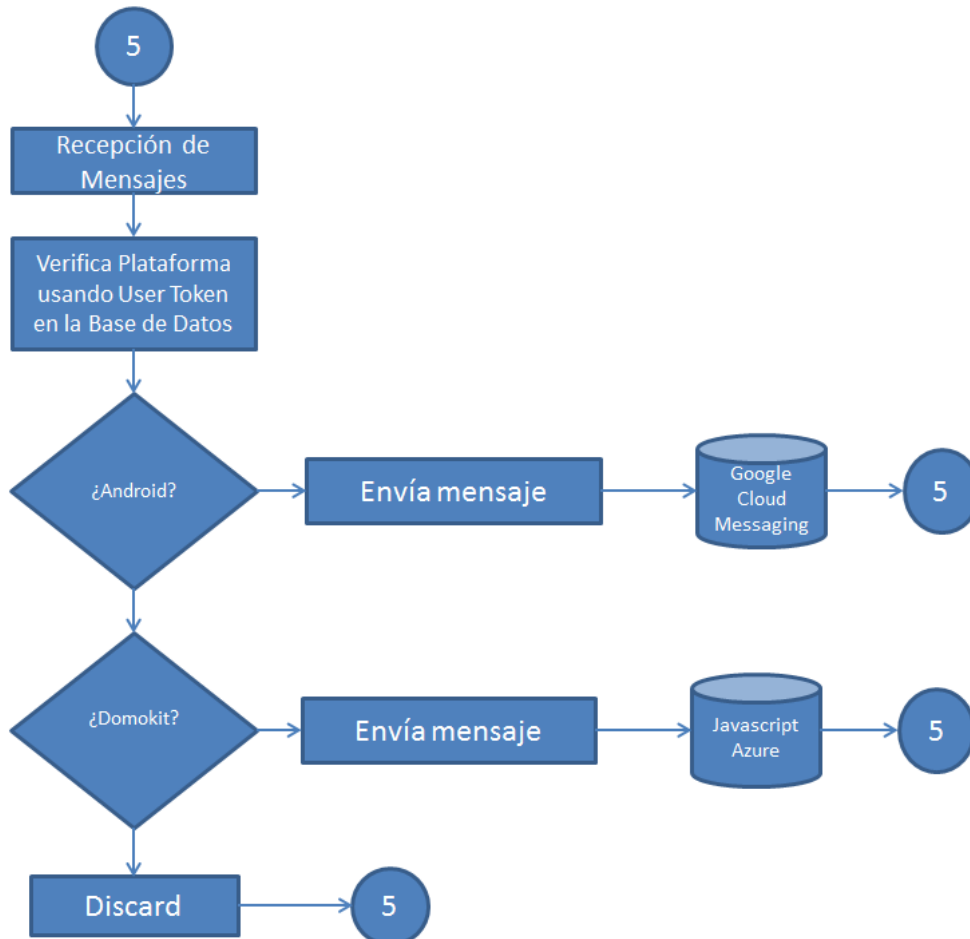 5
Recepción de
Mensajes
Verifica Plataforma
usando User Token
en la Base de Datos
¿Android?
Envía mensaje
Google
Cloud
Messaging
5
¿Domokit?
Envía mensaje
Javascript
Azure
5
Discard
5